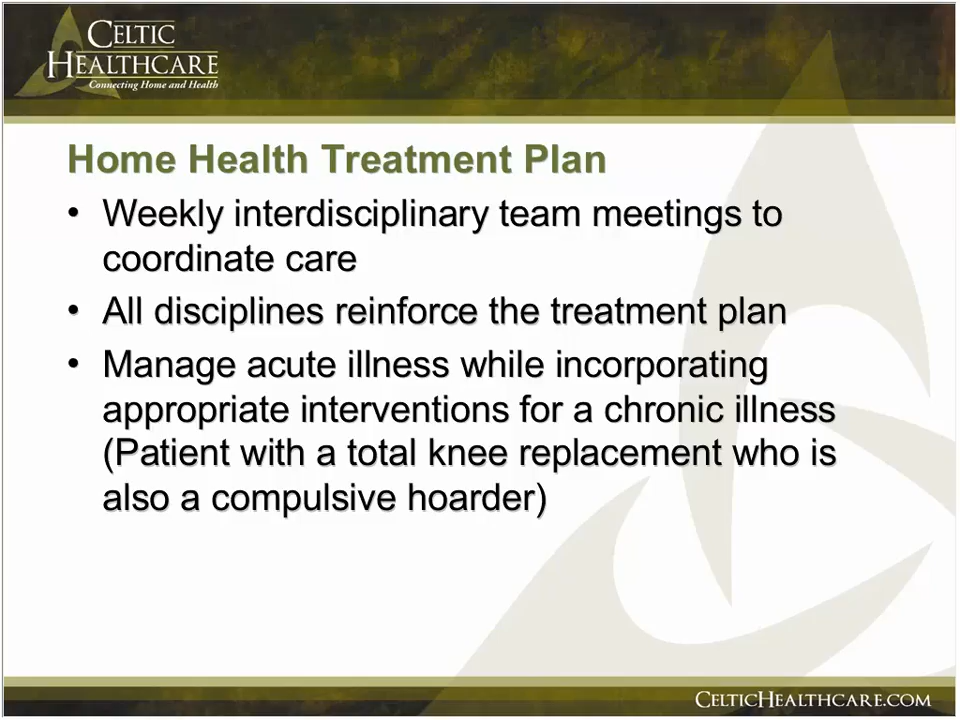 CELTIC
HEALTHCARE
Connecting Home and Health
Home Health Treatment Plan
• Weekly interdisciplinary team meetings to
coordinate care
• All disciplines reinforce the treatment plan
• Manage acute illness while incorporating
appropriate interventions for a chronic illness
(Patient with a total knee replacement who is
also a compulsive hoarder)
CELTICHEALTHCARE.COM